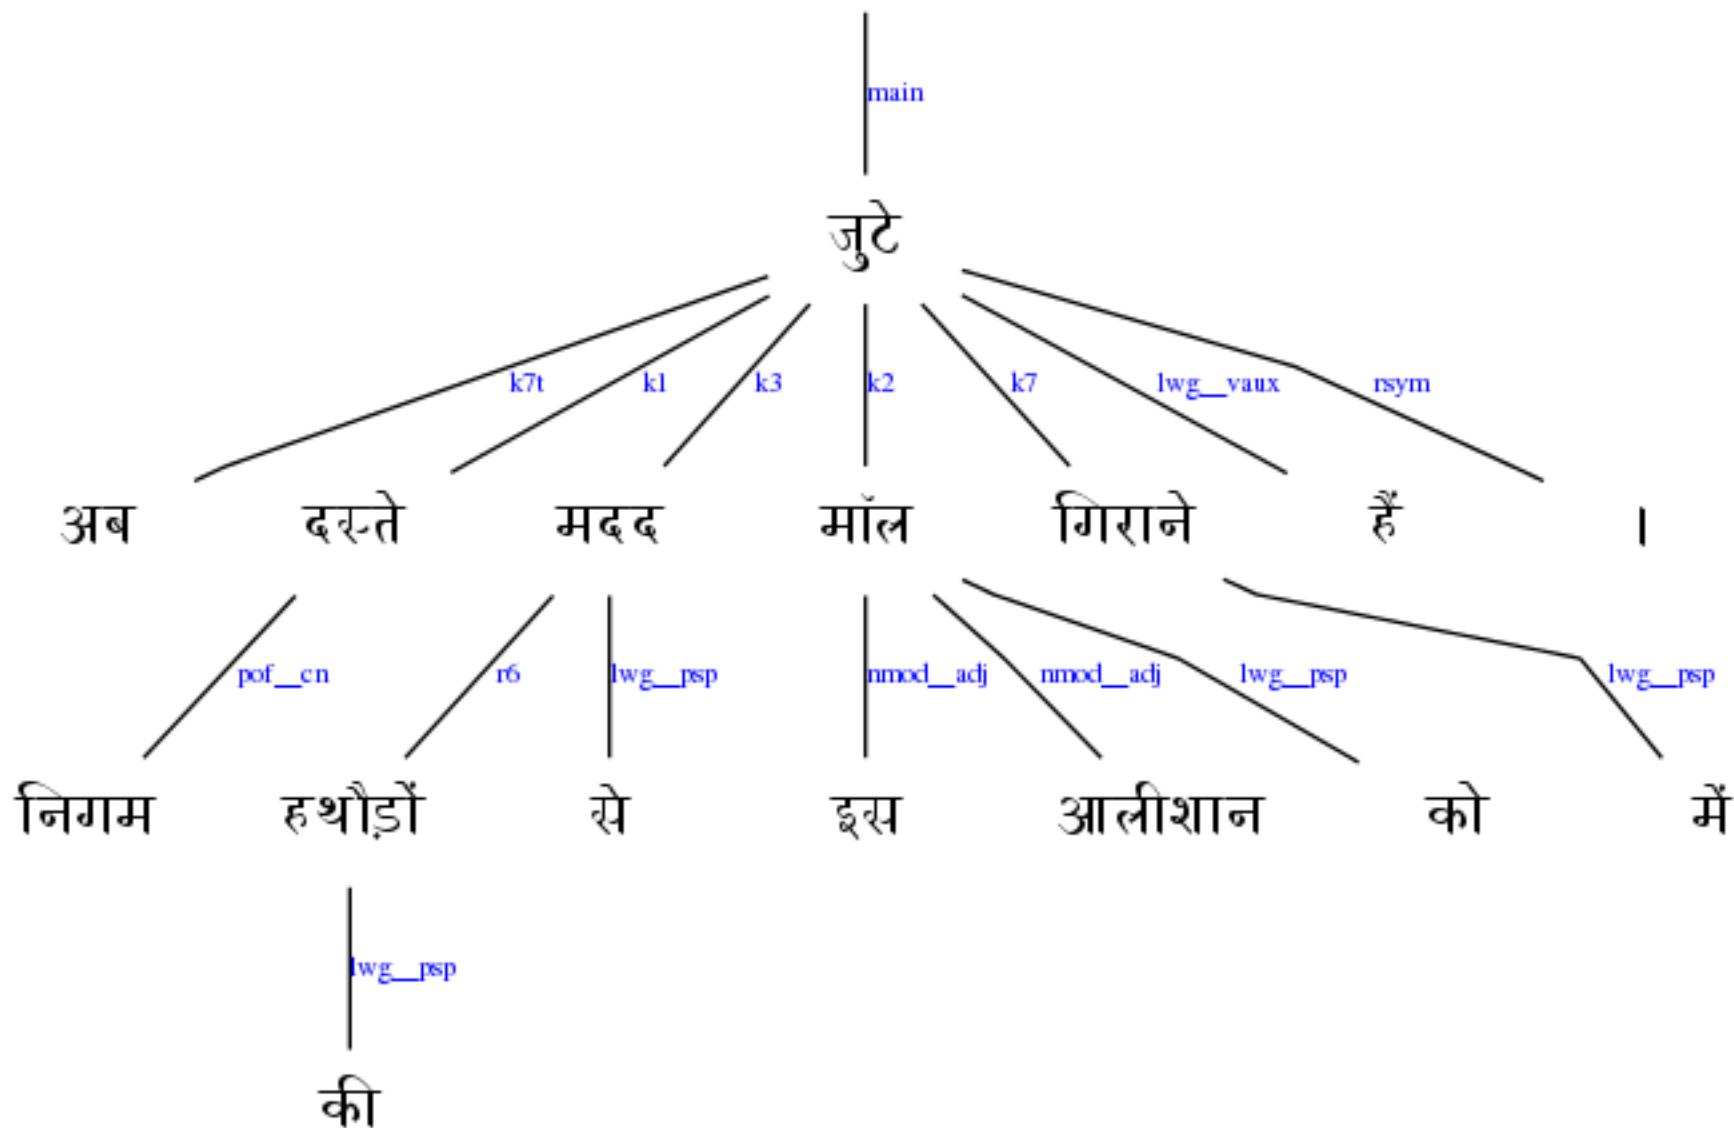 main
जुटे
k7t k1 k3 k2 k7 lwg__vaux rsym
अब दस्ते मदद मॉल गिराने हैं ।
pof__cn r6 lwg__psp nmod__adj nmod__adj lwg__psp lwg__psp
निगम हथौड़ों से इस आलीशान को में
lwg__psp
की